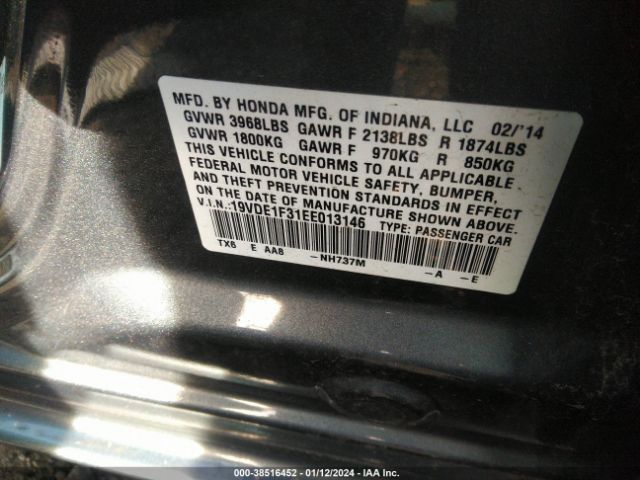 MFD. BY HONDA MFG. OF INDIANA, LLC 02/'14
GVWR 3968LBS GAWR F 2138LBS R 1874LBS
GVWR 1800KG GAWR F 970KG R 850KG
THIS VEHICLE CONFORMS TO ALL APPLICABLE
FEDERAL MOTOR VEHICLE SAFETY, BUMPER,
AND THEFT PREVENTION STANDARDS IN EFFECT
ON THE DATE OF MANUFACTURE SHOWN ABOVE.
V.I.N.:19VDE1F31EE013146 TYPE: PASSENGER CAR
TX6 E AA8 -NH737M -A -E
000-38516452 - 01/12/2024 - IAA Inc.